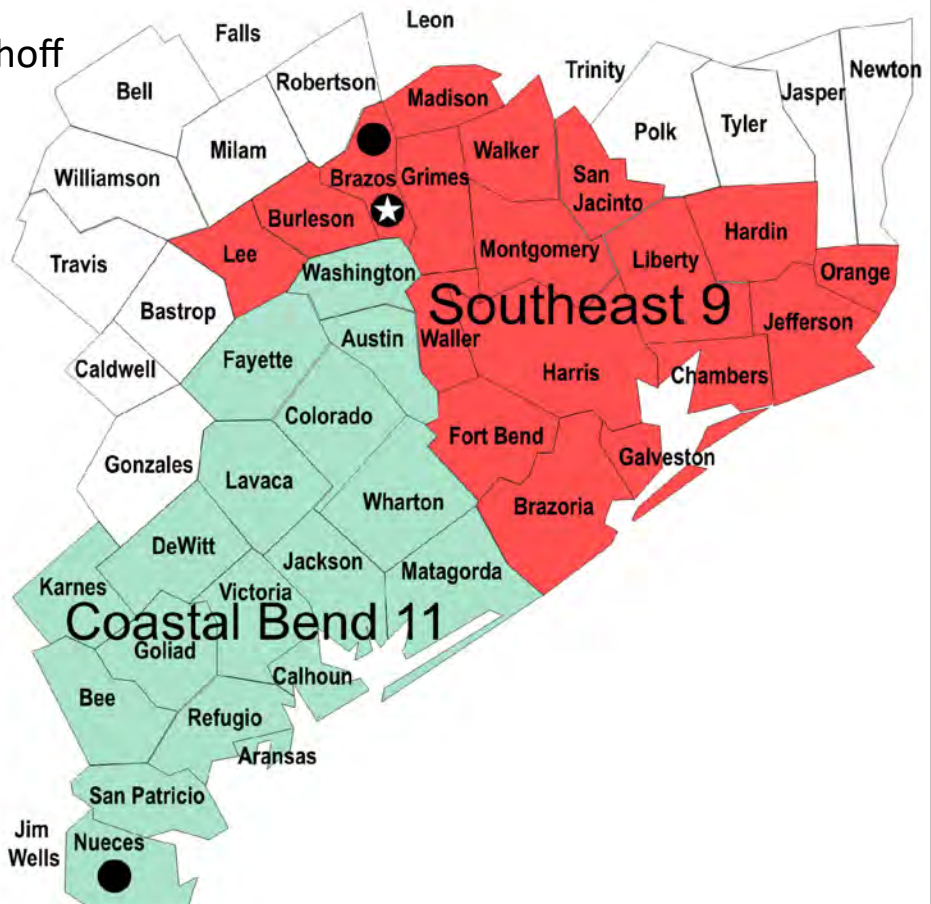 hoff
Leon
Falls
Trinity
Newton
Robertson
Bell
Jasper
Madison
Tyler
Polk
Walker
Milam
San
Jacinto
Brazos
Grimes
Williamson
Burleson
Hardin
Montgomery
Lee
Liberty
Travis
Washington
Orange
Southeast 9
Bastrop
Jefferson
Austin
Waller
Fayette
Caldwell
Harris
Chambers
Colorado
Fort Bend
Galveston
Gonzales
Lavaca
Wharton
Brazoria
DeWitt
Jackson
Matagorda
Karnes
Victoria
Coastal Bend 11
Goliad
Calhoun
Bee
Refugio
Aransas
San Patricio
Jim
Wells
Nueces